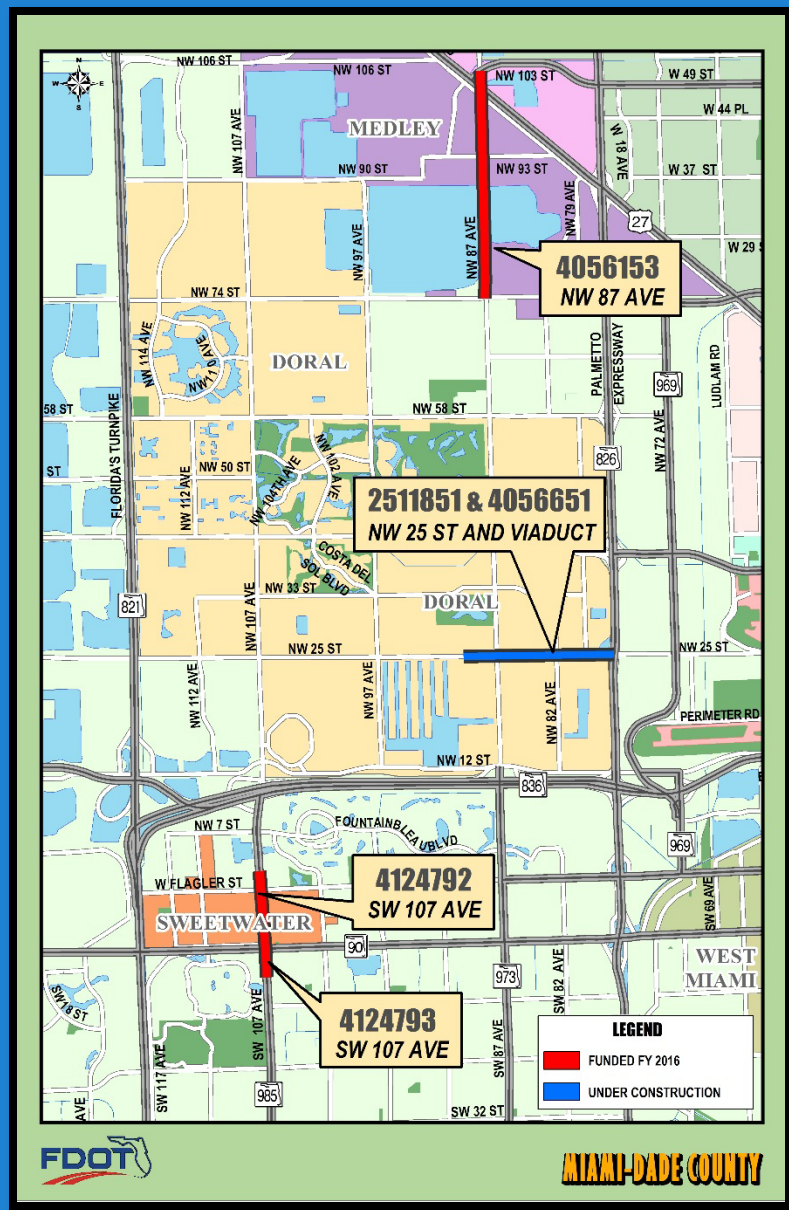 N
W E
S
NW 106 ST
NW 106 ST
NW 103 ST
W 49 ST
NW 107 AVE
W 44 PL
MEDLEY
W 18 AVE
NW 90 ST
NW 93 ST
W 37 ST
NW 79 AVE
27
NW 97 AVE
NW 87 AVE
W 29 S
4056153
NW 87 AVE
NW 74 ST
NW 114 AVE
NW 110 AVE
DORAL
PALMETTO
EXPRESSWAY
969
LUDLAM RD
FLORIDA'S TURNPIKE
58 ST
NW 58 ST
NW 72 AVE
ST
NW 50 ST
NW 112 AVE
NW 104TH AVE
NW 102 AVE
826
2511851 & 4056651
NW 25 ST AND VIADUCT
COSTA DEL
SOL BLVD
NW 33 ST
DORAL
821
NW 107 AVE
NW 25 ST
NW 25 ST
NW 112 AVE
NW 97 AVE
NW 82 AVE
PERIMETER RD
NW 12 ST
836
NW 7 ST
FOUNTAINBLEAU BLVD
969
W FLAGLER ST
4124792
SW 107 AVE
SW 69 AVE
SWEETWATER
90
WEST
MIAMI
973
SW 82 AVE
SW 18 ST
4124793
SW 107 AVE
SW 107 AVE
SW 117 AVE
SW 87 AVE
LEGEND
FUNDED FY 2016
UNDER CONSTRUCTION
985
AVE
SW 32 ST
FDOT
MIAMI-DADE COUNTY